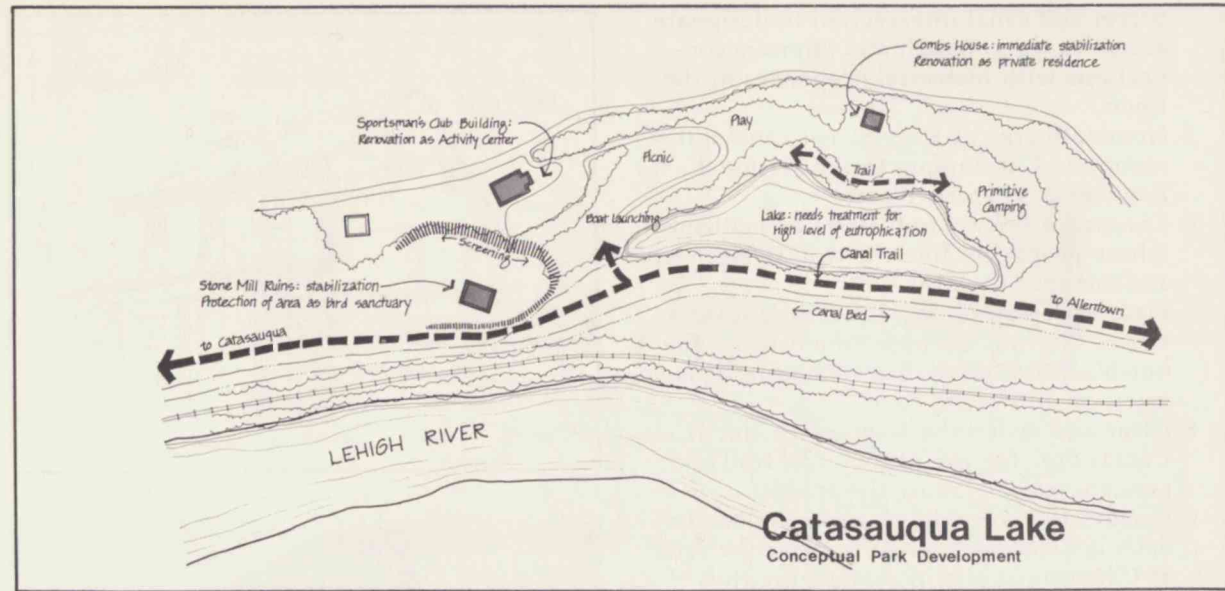 Combs House: immediate stabilization
Renovation as private residence
Sportsman's Club Building:
Renovation as Activity Center
Play
Picnic
Trail
Primitive
Camping
Boat launching
Lake: needs treatment for
high level of eutrophication
Screening
Canal Trail
Stone Mill Ruins: stabilization
Protection of area as bird sanctuary
to Allentown
Canal Bed
to Catasauqua
LEHIGH RIVER
Catasauqua Lake
Conceptual Park Development